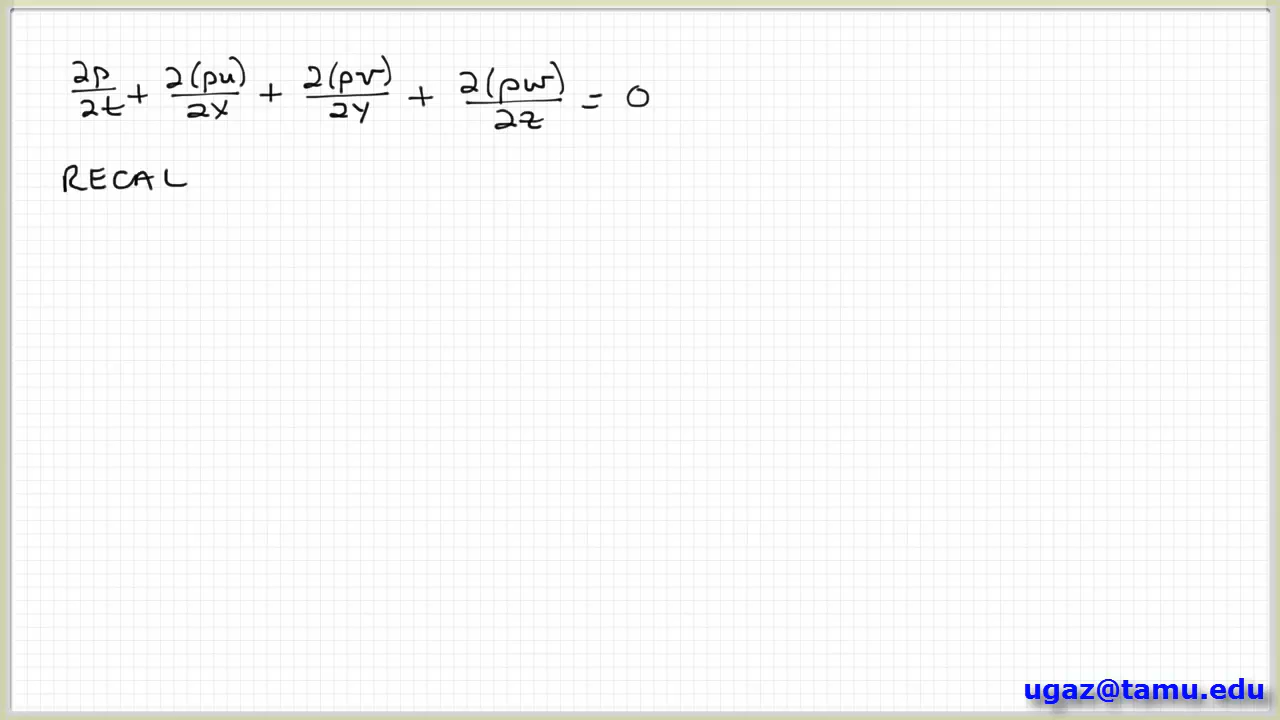 ∂ρ/∂t + ∂(ρu)/∂x + ∂(ρv)/∂y + ∂(ρw)/∂z = 0
RECAL
ugaz@tamu.edu